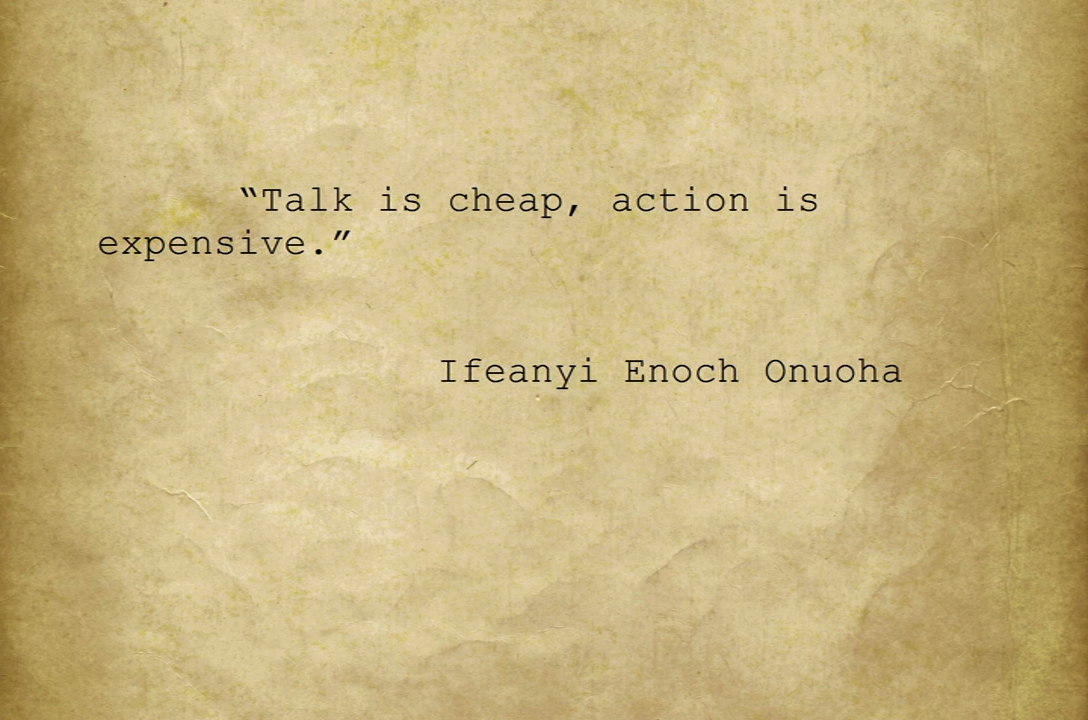 “Talk is cheap, action is
expensive.”
Ifeanyi Enoch Onuoha